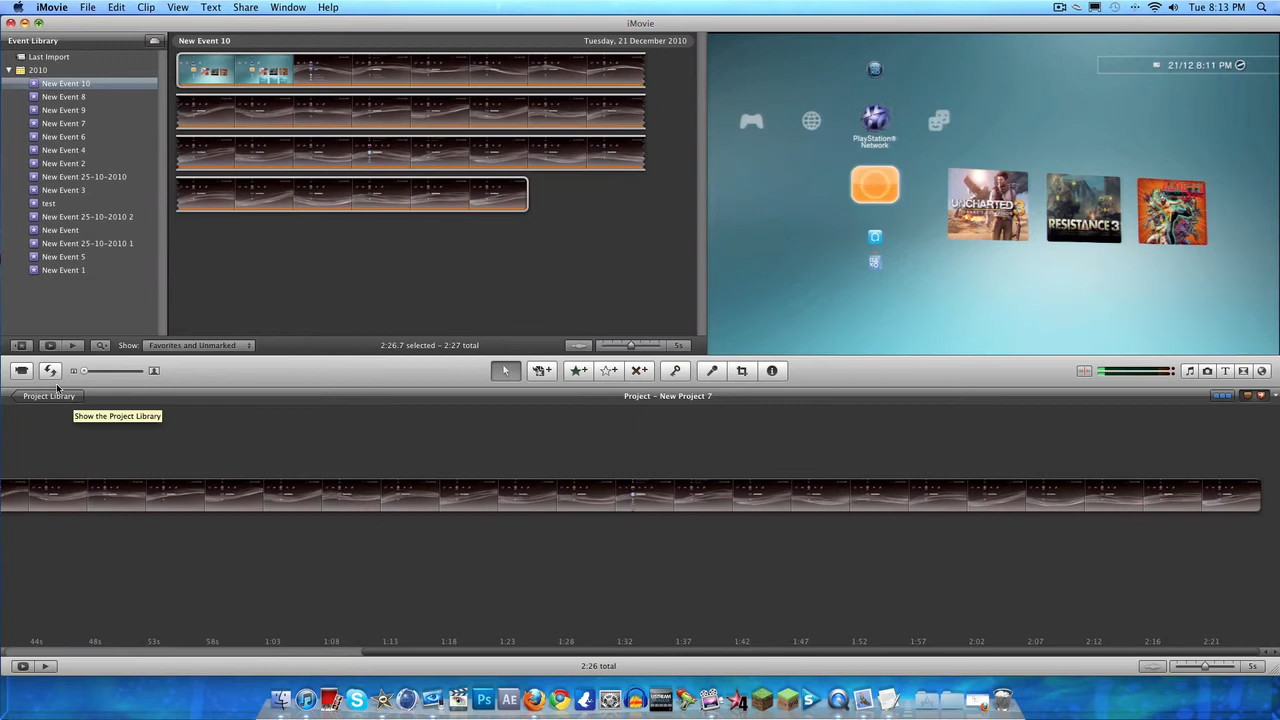 iMovie File Edit Clip View Text Share Window Help
Tue 8:13 PM
iMovie
Event Library
Last Import
2010
New Event 10
New Event 8
New Event 9
New Event 7
New Event 6
New Event 4
New Event 2
New Event 25-10-2010
New Event 3
test
New Event 25-10-2010 2
New Event
New Event 25-10-2010 1
New Event 5
New Event 1
New Event 10
Tuesday, 21 December 2010
21/12 8:11 PM
PlayStation®
Network
UNCHARTED 3
RESISTANCE 3
Show: Favorites and Unmarked
2:26.7 selected - 2:27 total
5s
Project Library
Project - New Project 7
Show the Project Library
44s 48s 53s 58s 1:03 1:08 1:13 1:18 1:23 1:28 1:32 1:37 1:42 1:47 1:52 1:57 2:02 2:07 2:12 2:16 2:21
2:26 total
5s
Ps Ae
USTREAM
4